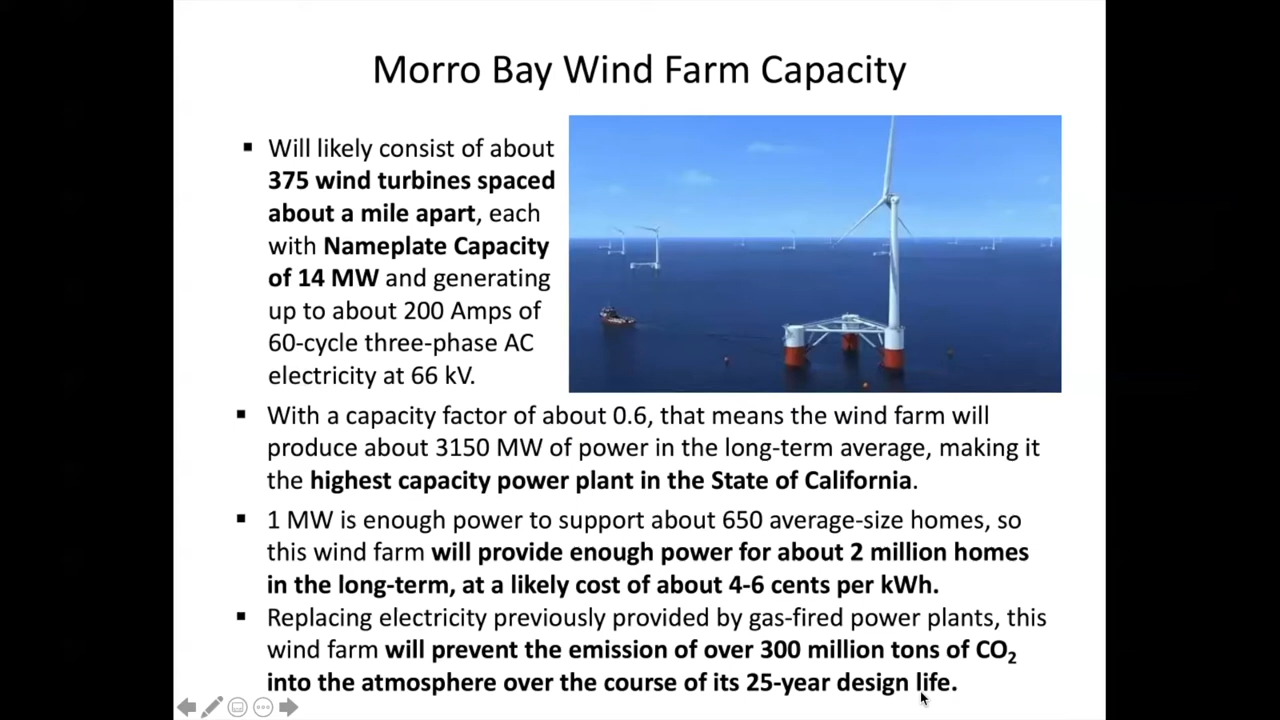 Morro Bay Wind Farm Capacity
▪ Will likely consist of about
375 wind turbines spaced
about a mile apart, each
with Nameplate Capacity
of 14 MW and generating
up to about 200 Amps of
60-cycle three-phase AC
electricity at 66 kV.
▪ With a capacity factor of about 0.6, that means the wind farm will
produce about 3150 MW of power in the long-term average, making it
the highest capacity power plant in the State of California.
▪ 1 MW is enough power to support about 650 average-size homes, so
this wind farm will provide enough power for about 2 million homes
in the long-term, at a likely cost of about 4-6 cents per kWh.
▪ Replacing electricity previously provided by gas-fired power plants, this
wind farm will prevent the emission of over 300 million tons of CO₂
into the atmosphere over the course of its 25-year design life.